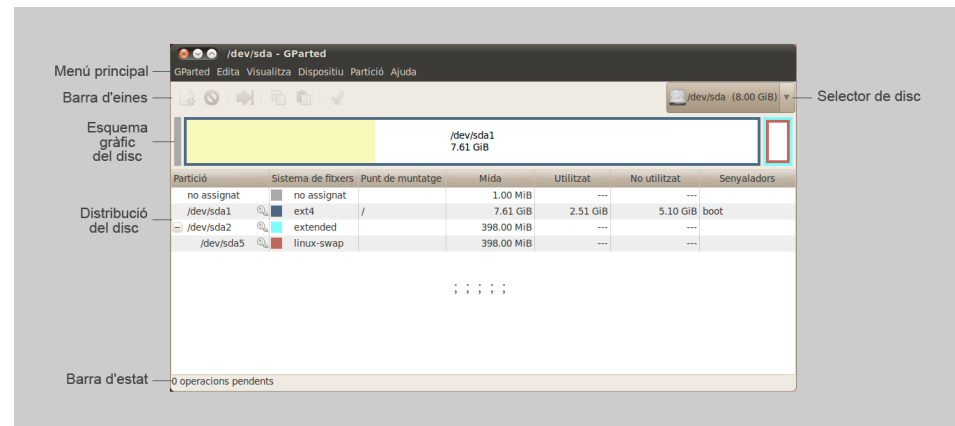 /dev/sda - GParted
Menú principal
GParted Edita Visualitza Dispositiu Partició Ajuda
Barra d'eines
/dev/sda (8.00 GiB)
Selector de disc
Esquema
gràfic
del disc
/dev/sda1
7.61 GiB
Partició Sistema de fitxers Punt de muntatge Mida Utilitzat No utilitzat Senyaladors
no assignat no assignat 1.00 MiB --- ---
Distribució
del disc
/dev/sda1 ext4 / 7.61 GiB 2.51 GiB 5.10 GiB boot
/dev/sda2 extended 398.00 MiB --- ---
/dev/sda5 linux-swap 398.00 MiB --- ---
; ; ; ; ;
Barra d'estat
0 operacions pendents